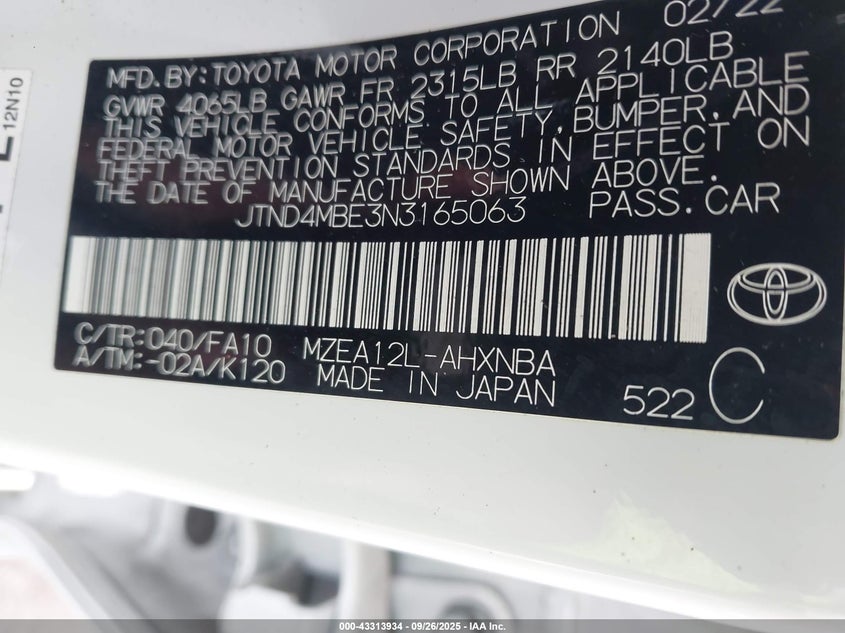 MFD.BY:TOYOTA MOTOR CORPORATION 02/22
GVWR 4065LB GAWR FR 2315LB RR 2140LB
THIS VEHICLE CONFORMS TO ALL APPLICABLE
FEDERAL MOTOR VEHICLE SAFETY,BUMPER,AND
THEFT PREVENTION STANDARDS IN EFFECT ON
THE DATE OF MANUFACTURE SHOWN ABOVE.
JTND4MBE3N3165063 PASS.CAR
C/TR:040/FA10 MZEA12L-AHXNBA
A/TM:-02A/K120 MADE IN JAPAN
522 C
12N10
000-43313934 - 09/26/2025 - IAA Inc.